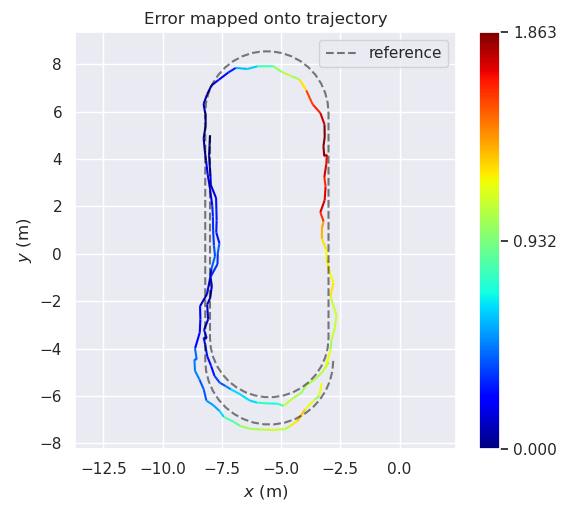 Error mapped onto trajectory
reference
8
6
4
2
0
−2
−4
−6
−8
y (m)
−12.5 −10.0 −7.5 −5.0 −2.5 0.0
x (m)
1.863
0.932
0.000